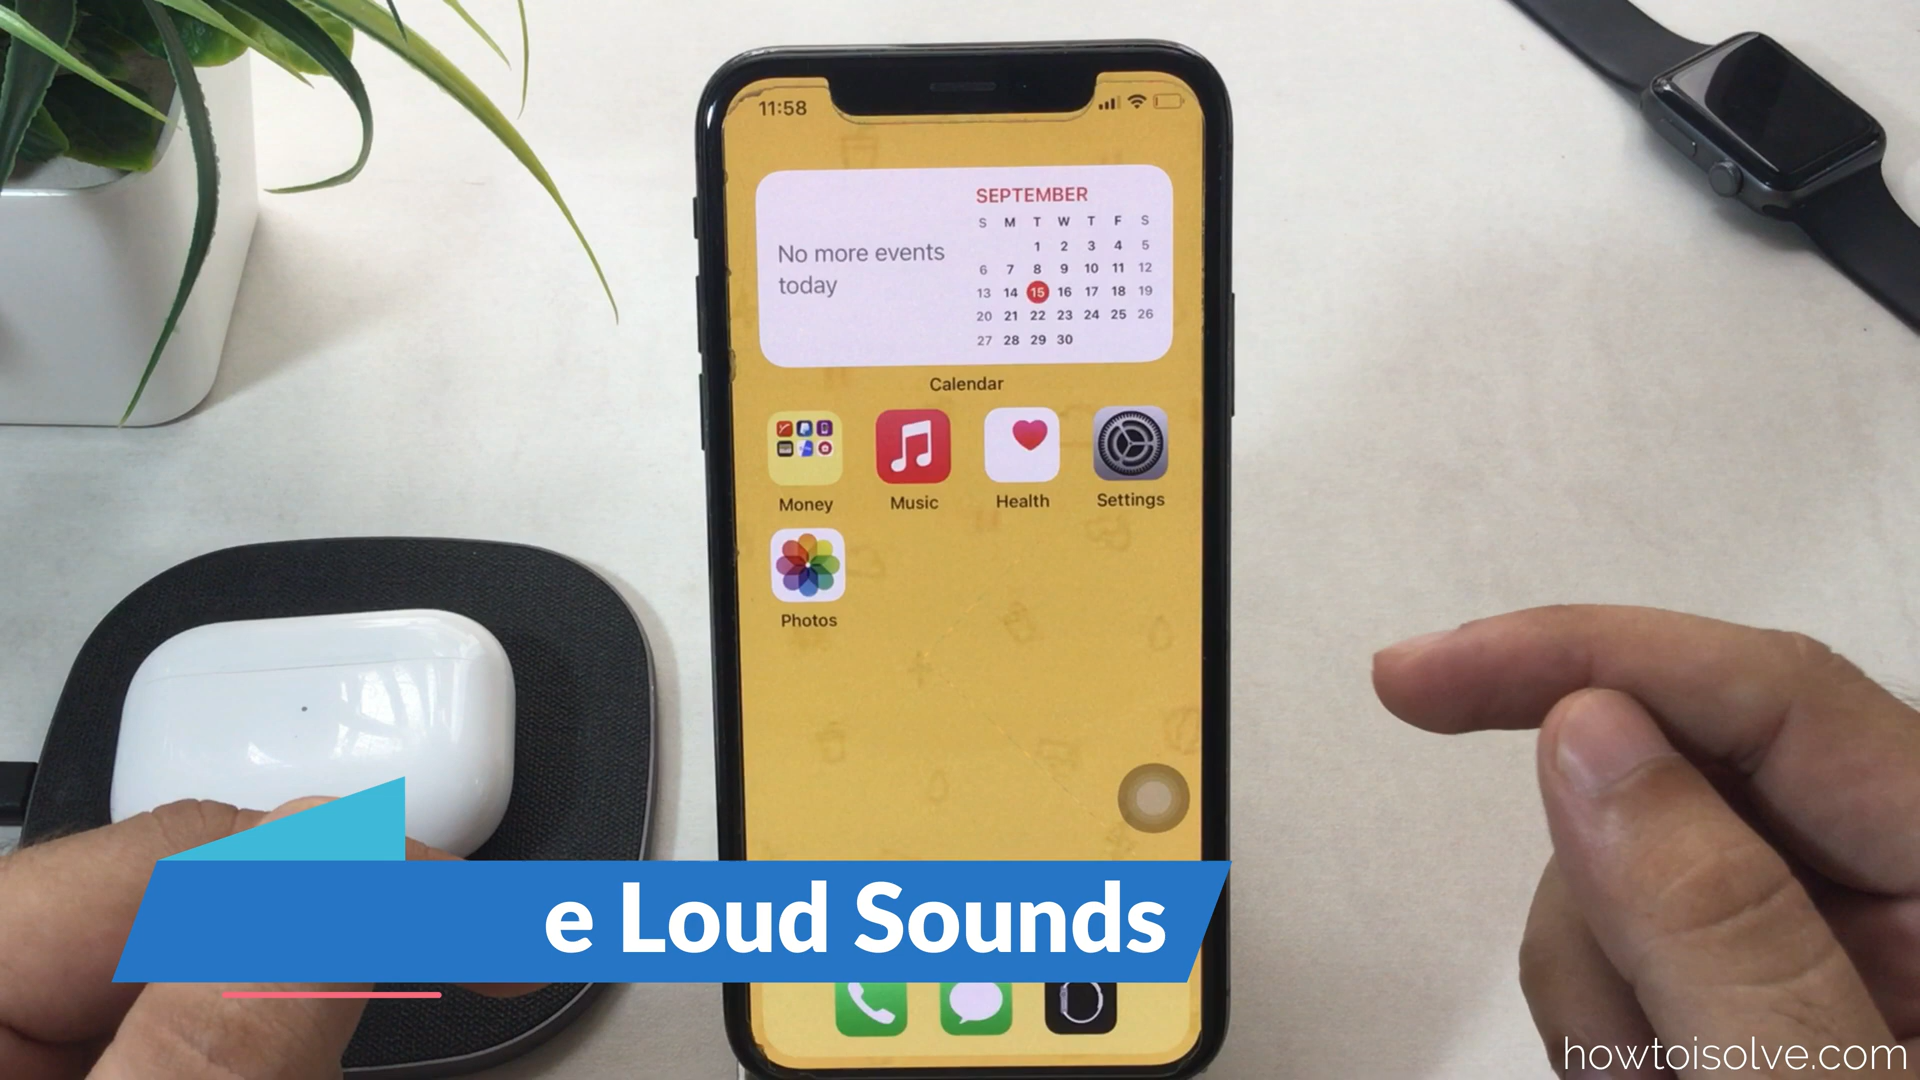 11:58
SEPTEMBER
S M T W T F S
1 2 3 4 5
6 7 8 9 10 11 12
13 14 15 16 17 18 19
20 21 22 23 24 25 26
27 28 29 30
No more events
today
Calendar
Money
Music
Health
Settings
Photos
e Loud Sounds
howtoisolve.com